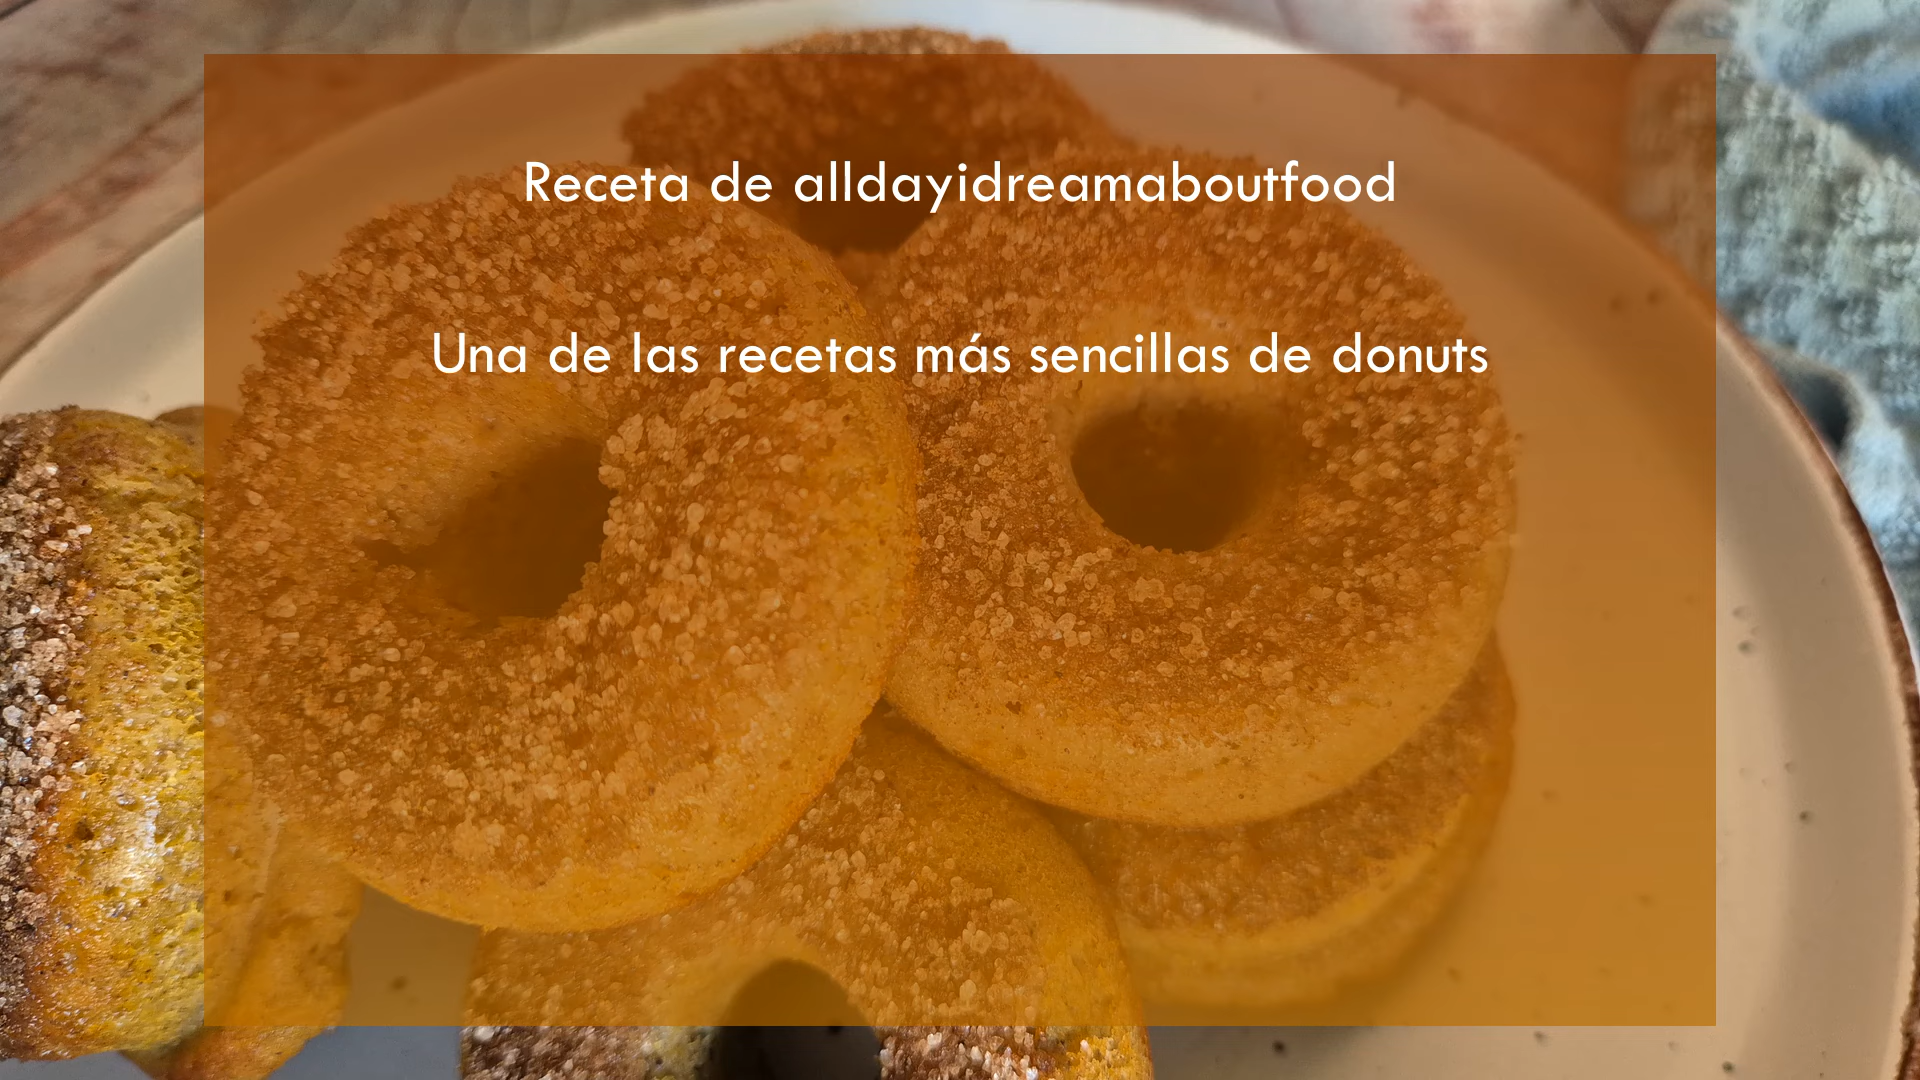 Receta de alldayidreamaboutfood
Una de las recetas más sencillas de donuts